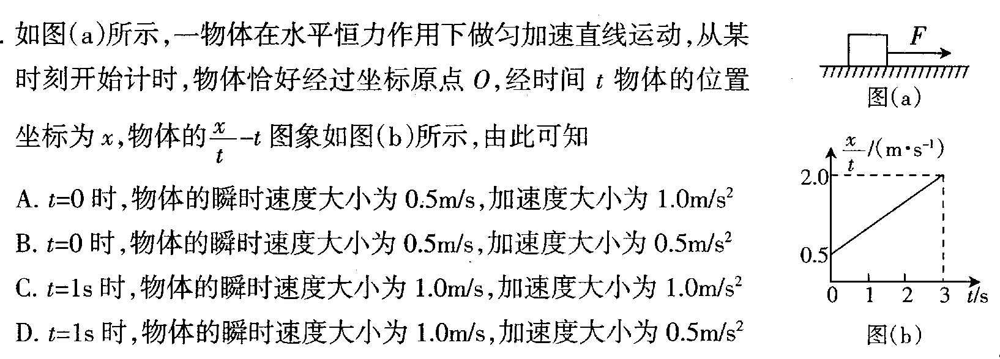 . 如图(a)所示,一物体在水平恒力作用下做匀加速直线运动,从某
时刻开始计时,物体恰好经过坐标原点 O,经时间 t 物体的位置
坐标为 x,物体的x/t-t 图象如图(b)所示,由此可知
A. t=0 时,物体的瞬时速度大小为 0.5m/s,加速度大小为 1.0m/s²
B. t=0 时,物体的瞬时速度大小为 0.5m/s,加速度大小为 0.5m/s²
C. t=1s 时,物体的瞬时速度大小为 1.0m/s,加速度大小为 1.0m/s²
D. t=1s 时,物体的瞬时速度大小为 1.0m/s,加速度大小为 0.5m/s²
F
图(a)
x/t/(m·s⁻¹)
2.0
0.5
0 1 2 3 t/s
图(b)